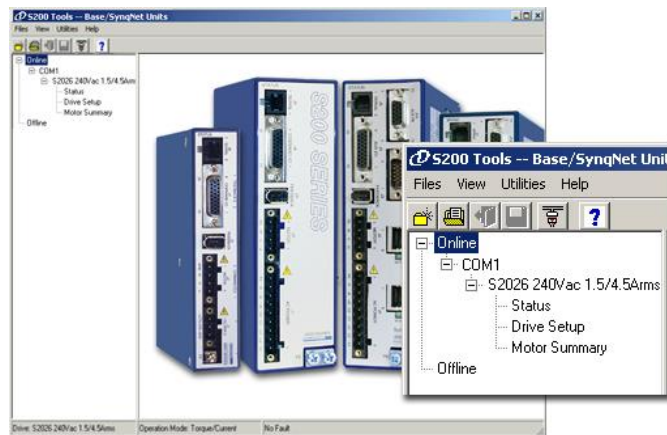 S200 Tools -- Base/SynqNet Units
Files View Utilities Help
?
Online
COM1
S2026 240Vac 1.5/4.5Arms
Status
Drive Setup
Motor Summary
Offline
STATUS
S200 SERIES
Drive: S2026 240Vac 1.5/4.5Arms Operation Mode: Torque/Current No Fault
S200 Tools -- Base/SynqNet Unit
Files View Utilities Help
?
Online
COM1
S2026 240Vac 1.5/4.5Arms
Status
Drive Setup
Motor Summary
Offline